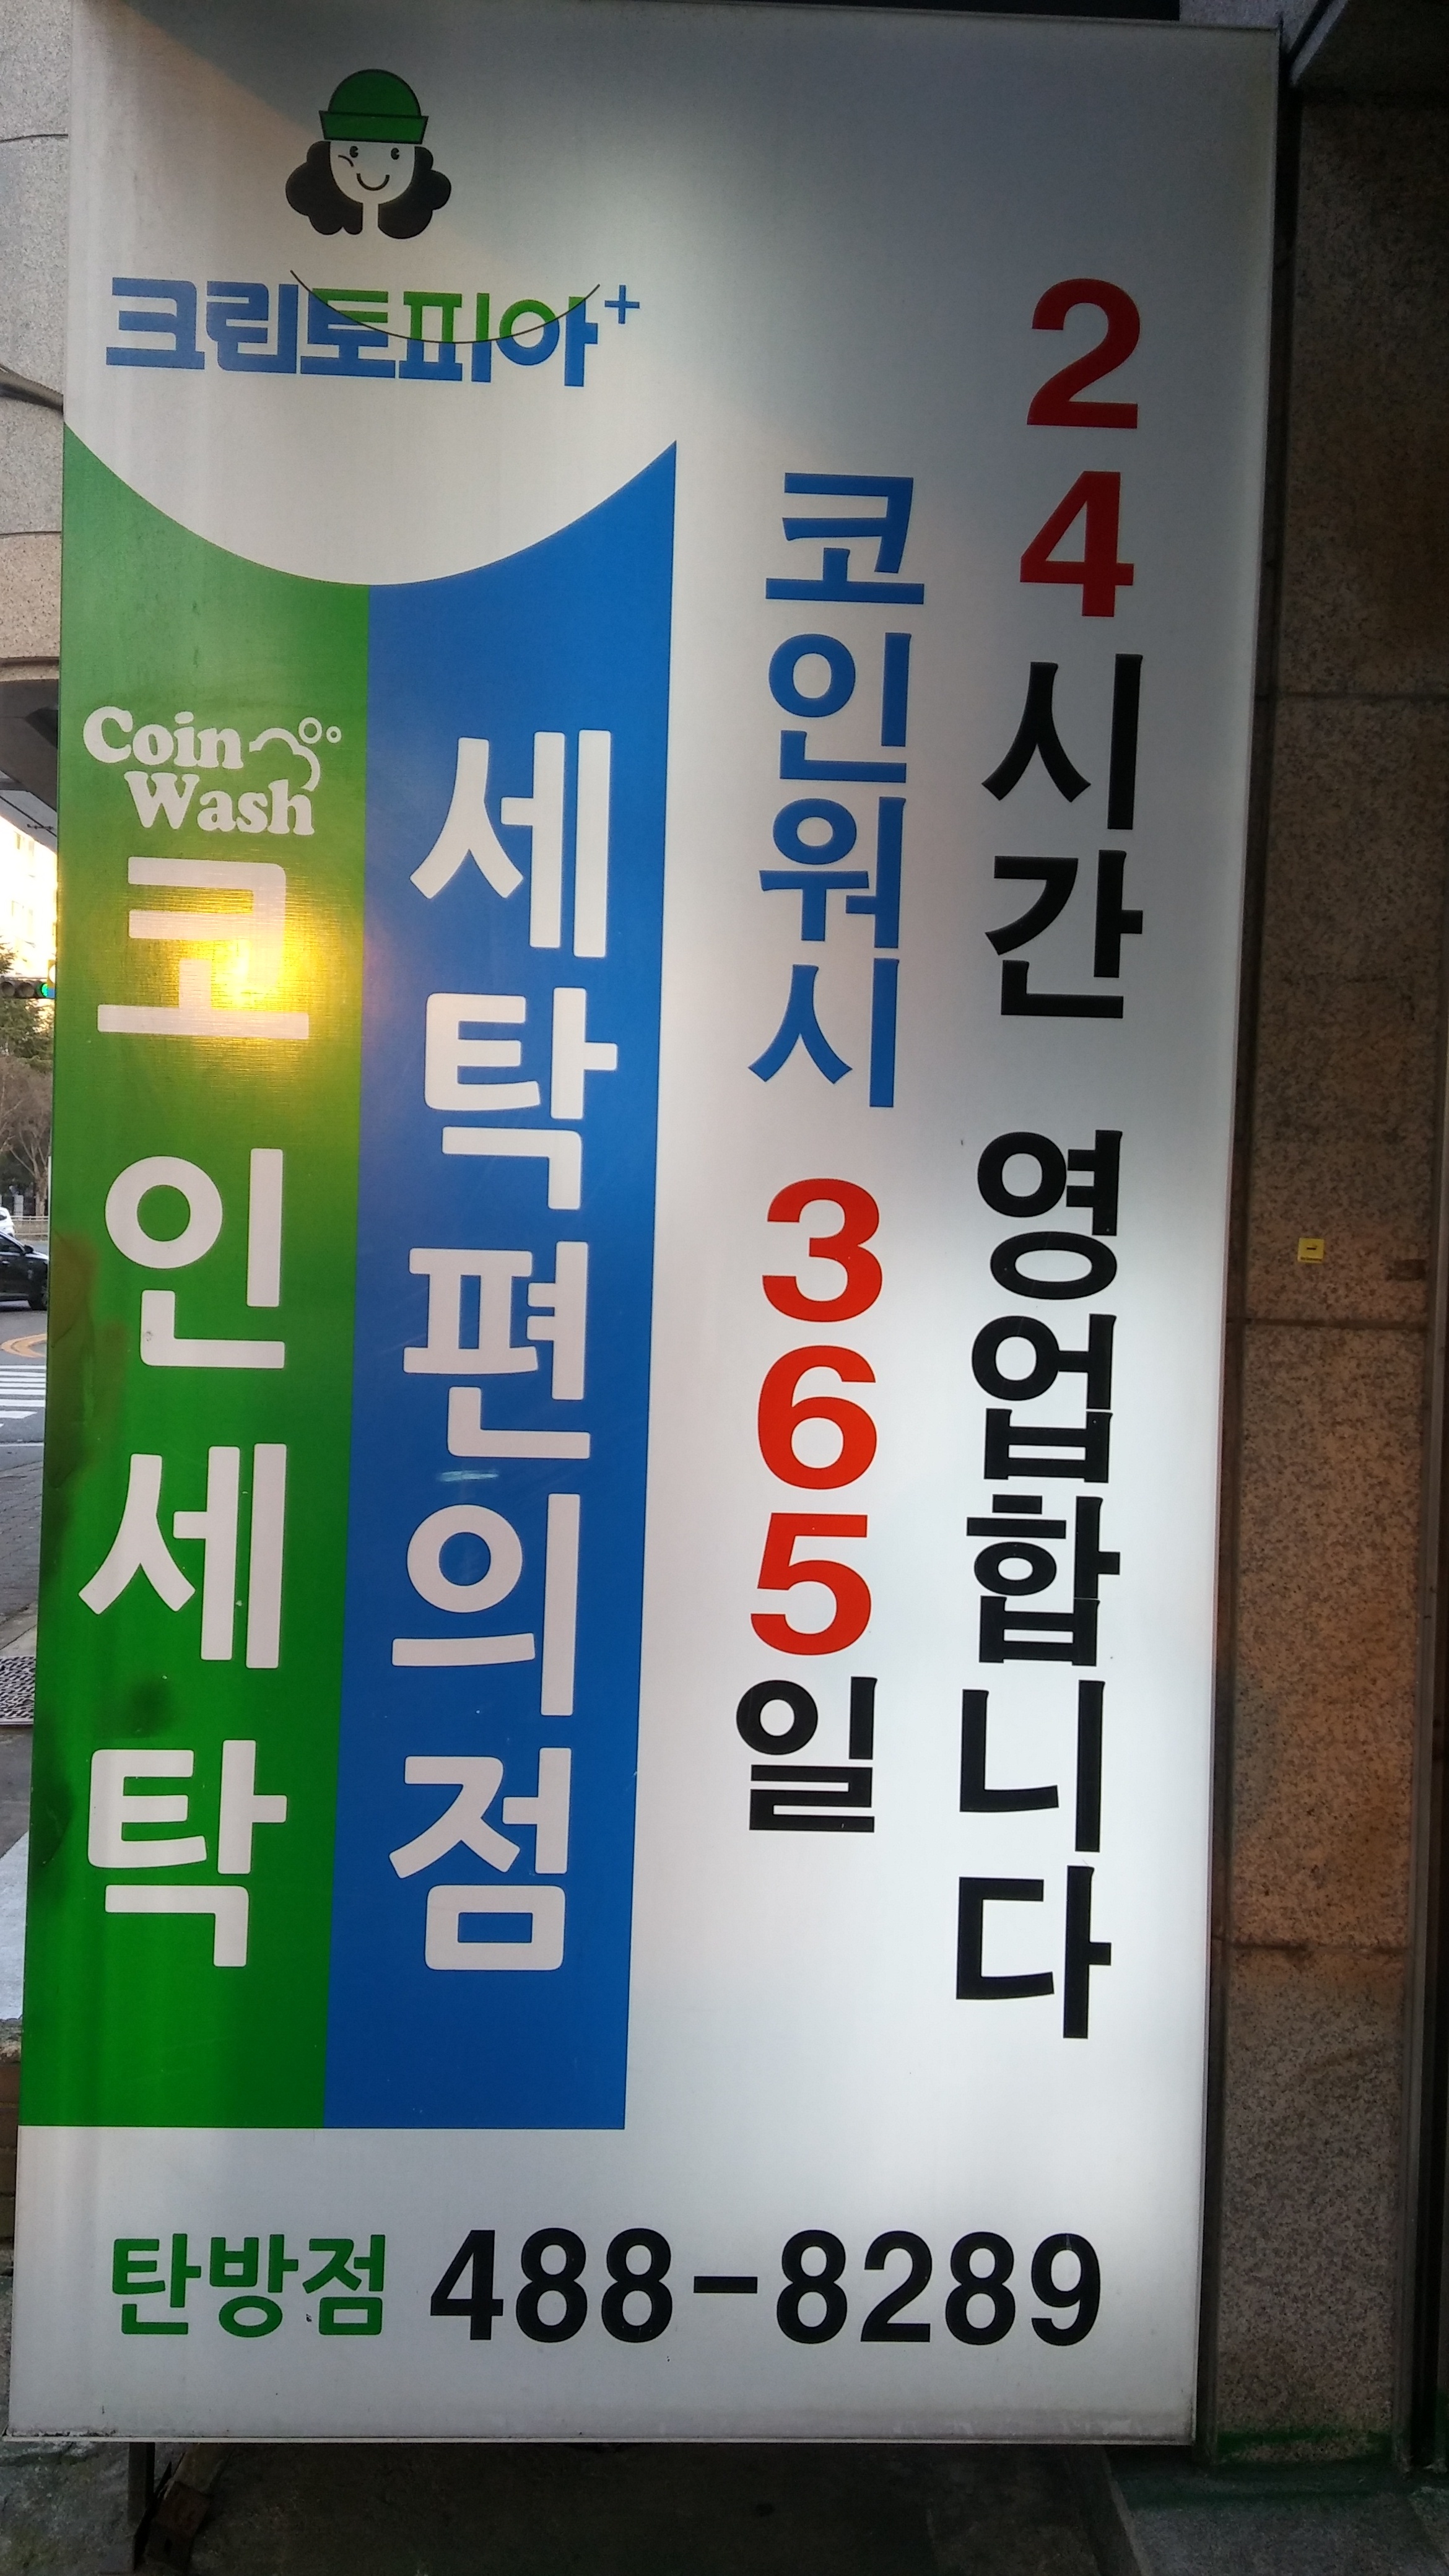 크린토피아+
Coin
Wash
코인세탁
세탁편의점
코인워시 365일
24시간 영업합니다
탄방점 488-8289